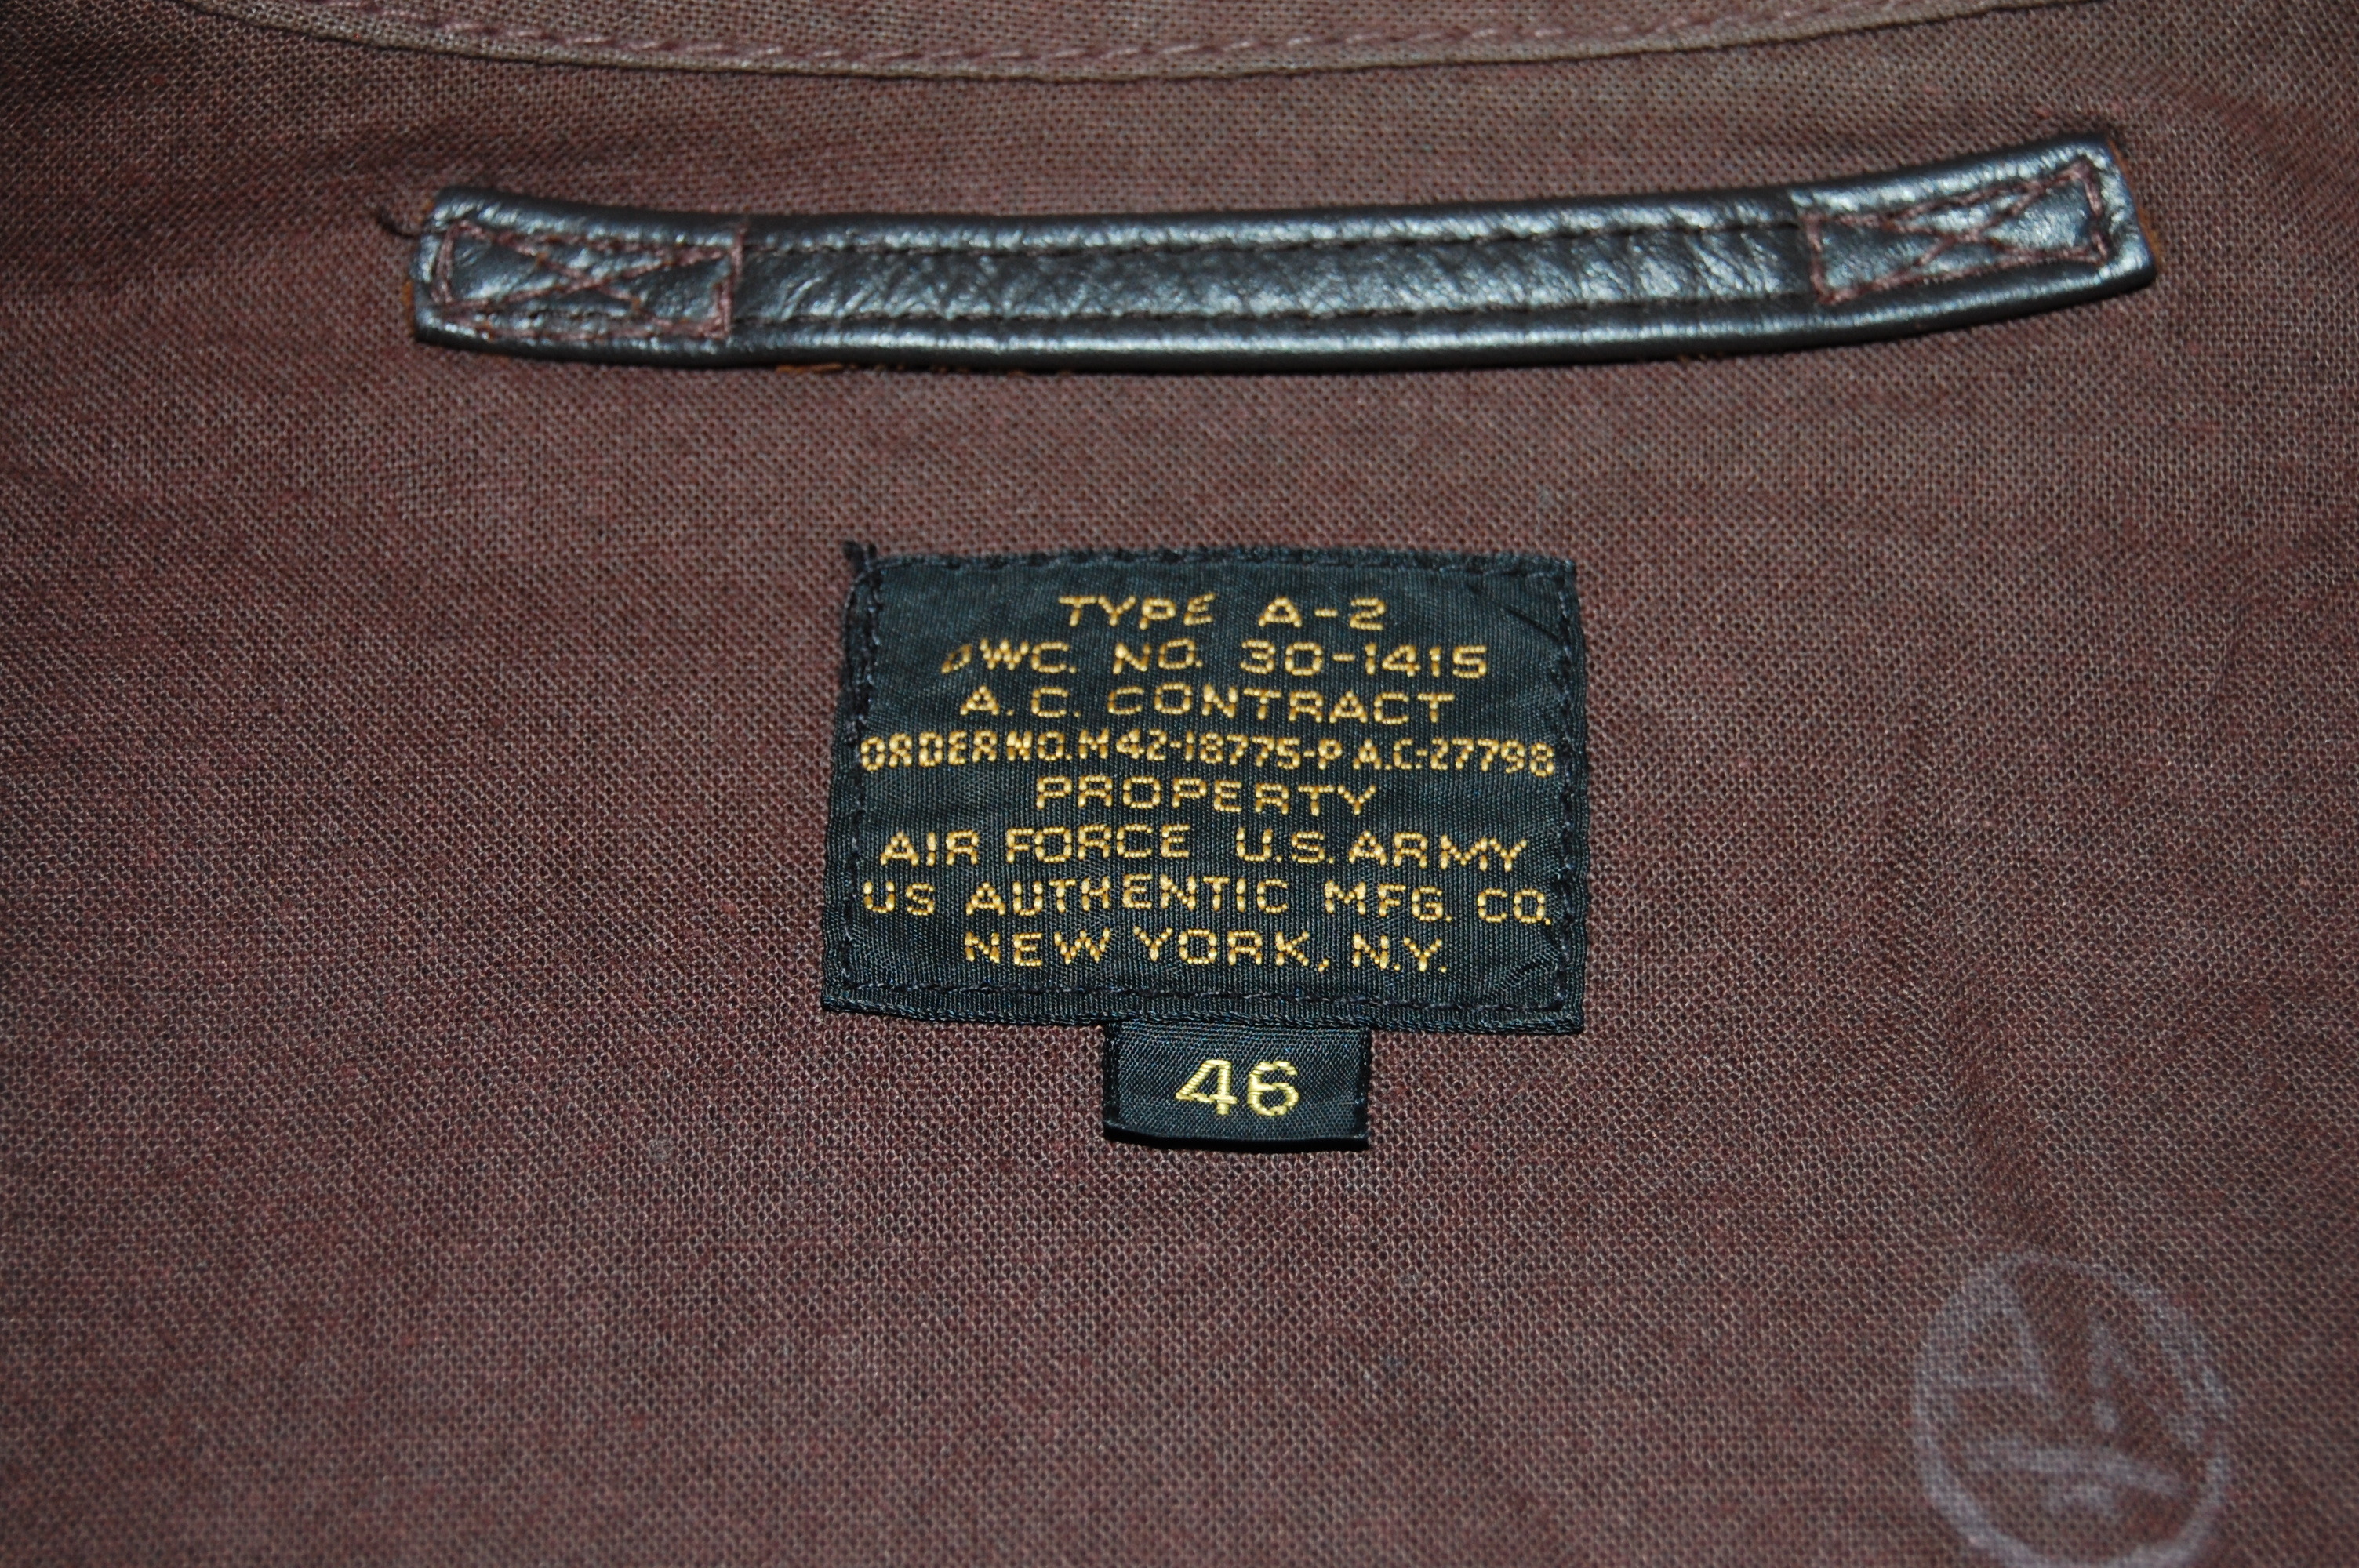 TYPE A-2
DWG. NO. 30-1415
A.C. CONTRACT
ORDER NO. M42-18775-P A.C-27798
PROPERTY
AIR FORCE U.S. ARMY
US AUTHENTIC MFG. CO.
NEW YORK, N.Y.
46